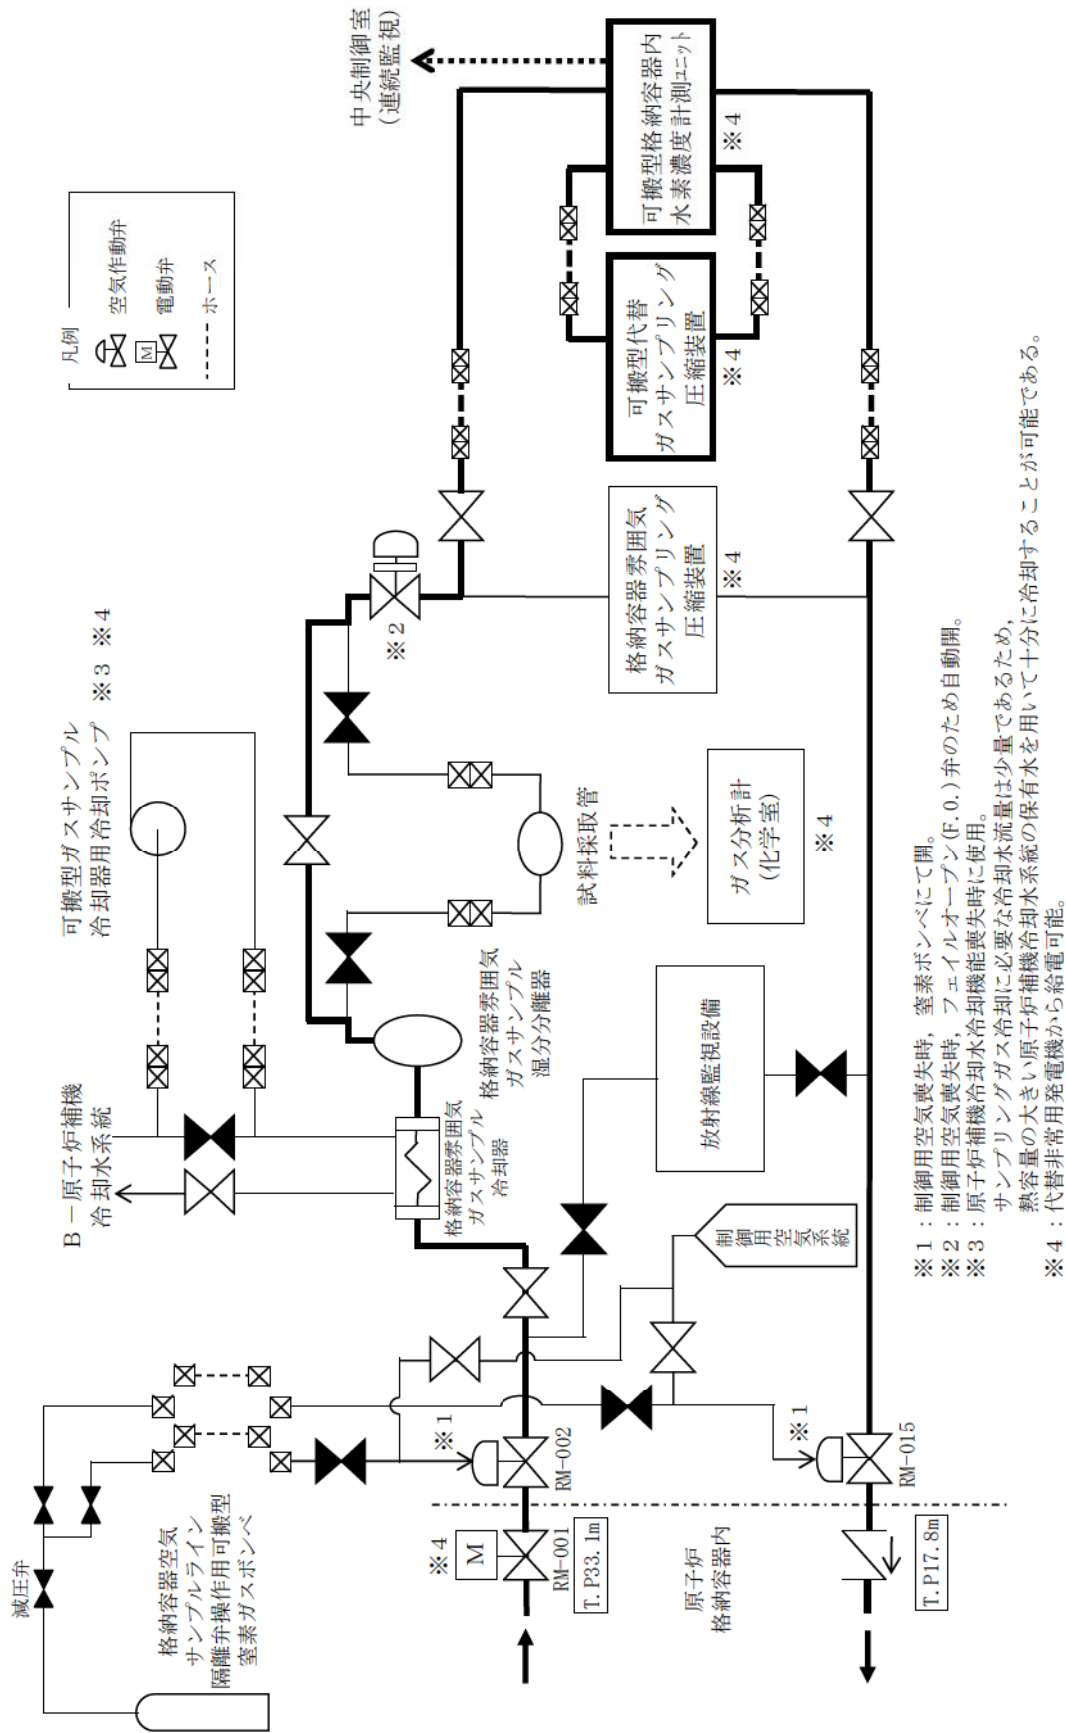 凡例
空気作動弁
M
電動弁
ホース
中央制御室
(連続監視)
可搬型格納容器内
水素濃度計測ユニット
※4
可搬型代替
ガスサンプリング
圧縮装置
※4
格納容器雰囲気
ガスサンプリング
圧縮装置
※4
※2
可搬型ガスサンプル
冷却器用冷却ポンプ ※3 ※4
試料採取管
ガス分析計
(化学室)
※4
B－原子炉補機
冷却水系統
格納容器雰囲気
ガスサンプル
湿分分離器
格納容器雰囲気
ガスサンプル
冷却器
放射線監視設備
制御用空気系統
減圧弁
格納容器空気
サンプルライン
隔離弁操作用可搬型
窒素ガスボンベ
※1
RM-002
※4
M
RM-001
T.P33.1m
※1
RM-015
原子炉
格納容器内
T.P17.8m
※1：制御用空気喪失時，窒素ボンベにて開。
※2：制御用空気喪失時，フェイルオープン(F.O.)弁のため自動開。
※3：原子炉補機冷却水冷却機能喪失時に使用。
サンプリングガス冷却に必要な冷却水流量は少量であるため，
熱容量の大きい原子炉補機冷却水系統の保有水を用いて十分に冷却することが可能である。
※4：代替非常用発電機から給電可能。